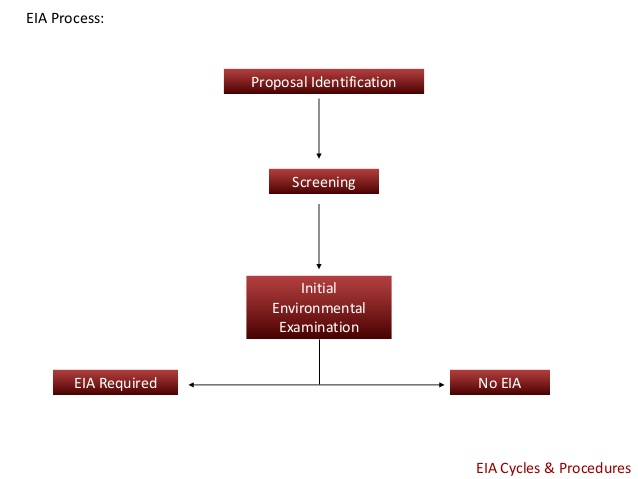 EIA Process:
Proposal Identification
Screening
Initial
Environmental
Examination
EIA Required
No EIA
EIA Cycles & Procedures